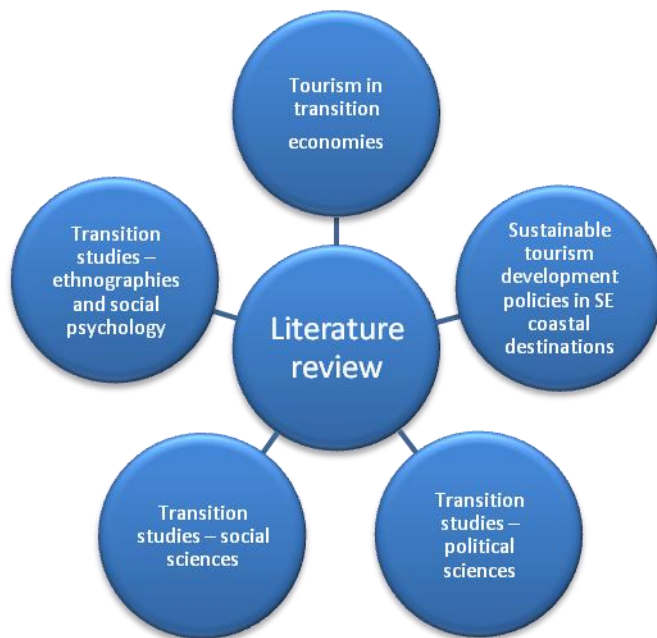 Tourism in
transition
economies
Transition
studies –
ethnographies
and social
psychology
Sustainable
tourism
development
policies in SE
coastal
destinations
Literature
review
Transition
studies – social
sciences
Transition
studies –
political
sciences